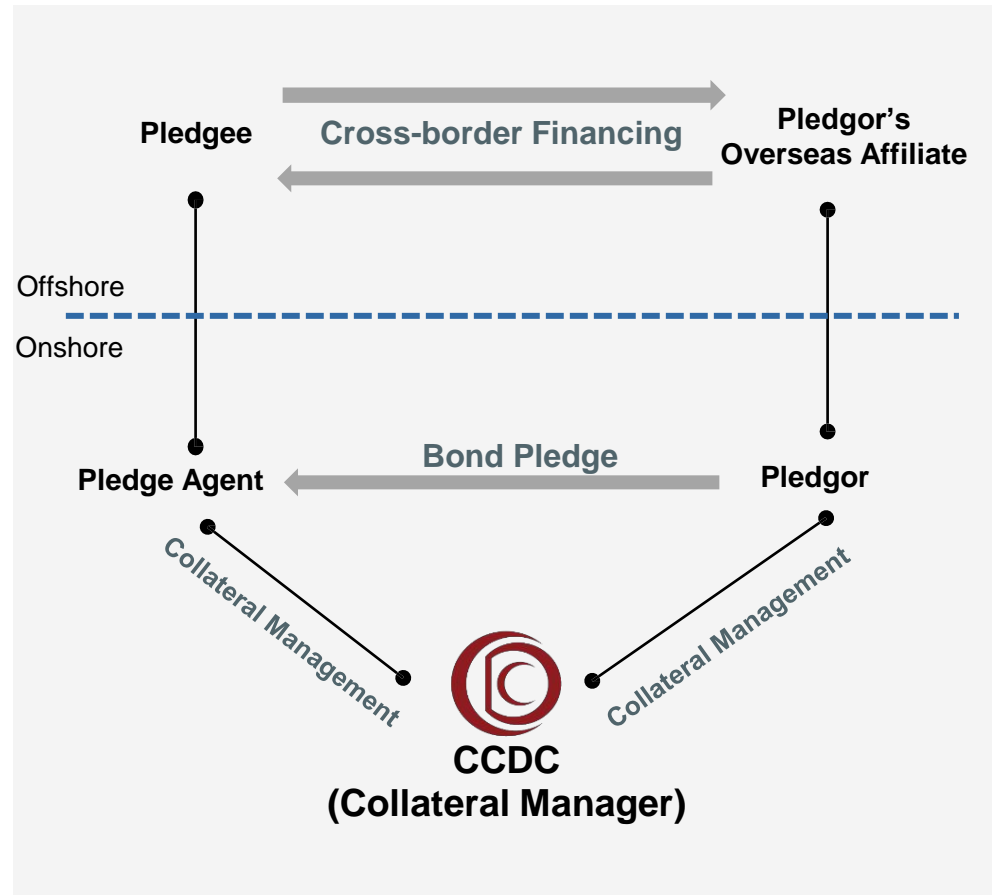 Pledgee
Cross-border Financing
Pledgor’s
Overseas Affiliate
Offshore
Onshore
Bond Pledge
Pledge Agent
Pledgor
Collateral Management
Collateral Management
CCDC
(Collateral Manager)